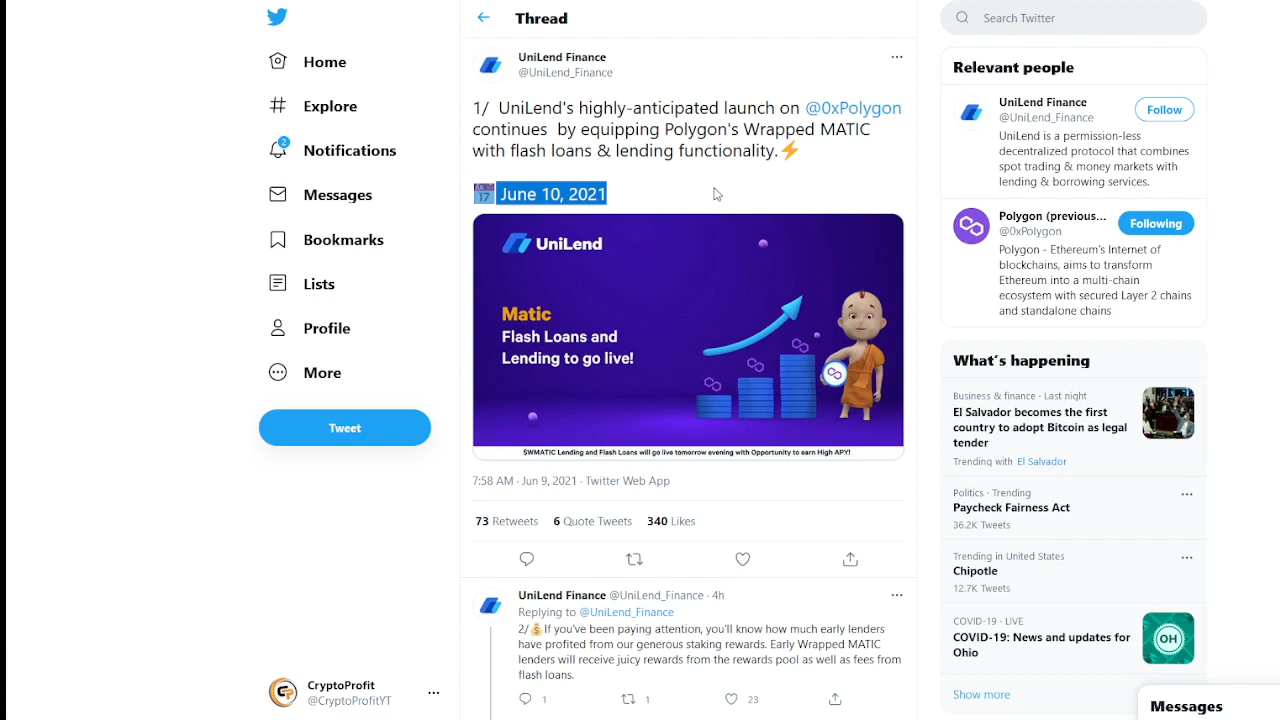 Home
Explore
2
Notifications
Messages
Bookmarks
Lists
Profile
More
Tweet
CryptoProfit
@CryptoProfitYT
Thread
UniLend Finance
@UniLend_Finance
1/ UniLend's highly-anticipated launch on @0xPolygon
continues by equipping Polygon's Wrapped MATIC
with flash loans & lending functionality.⚡
📅 June 10, 2021
UniLend
Matic
Flash Loans and
Lending to go live!
$WMATIC Lending and Flash Loans will go live tomorrow evening with Opportunity to earn High APY!
7:58 AM · Jun 9, 2021 · Twitter Web App
73 Retweets 6 Quote Tweets 340 Likes
UniLend Finance @UniLend_Finance · 4h
Replying to @UniLend_Finance
2/💰If you've been paying attention, you'll know how much early lenders
have profited from our generous staking rewards. Early Wrapped MATIC
lenders will receive juicy rewards from the rewards pool as well as fees from
flash loans.
1 1 23
Search Twitter
Relevant people
UniLend Finance
@UniLend_Finance
Follow
UniLend is a permission-less
decentralized protocol that combines
spot trading & money markets with
lending & borrowing services.
Polygon (previous...
@0xPolygon
Following
Polygon - Ethereum's Internet of
blockchains, aims to transform
Ethereum into a multi-chain
ecosystem with secured Layer 2 chains
and standalone chains
What's happening
Business & finance · Last night
El Salvador becomes the first
country to adopt Bitcoin as legal
tender
Trending with El Salvador
Politics · Trending
Paycheck Fairness Act
36.2K Tweets
Trending in United States
Chipotle
12.7K Tweets
COVID-19 · LIVE
COVID-19: News and updates for
Ohio
OH
Show more
Messages